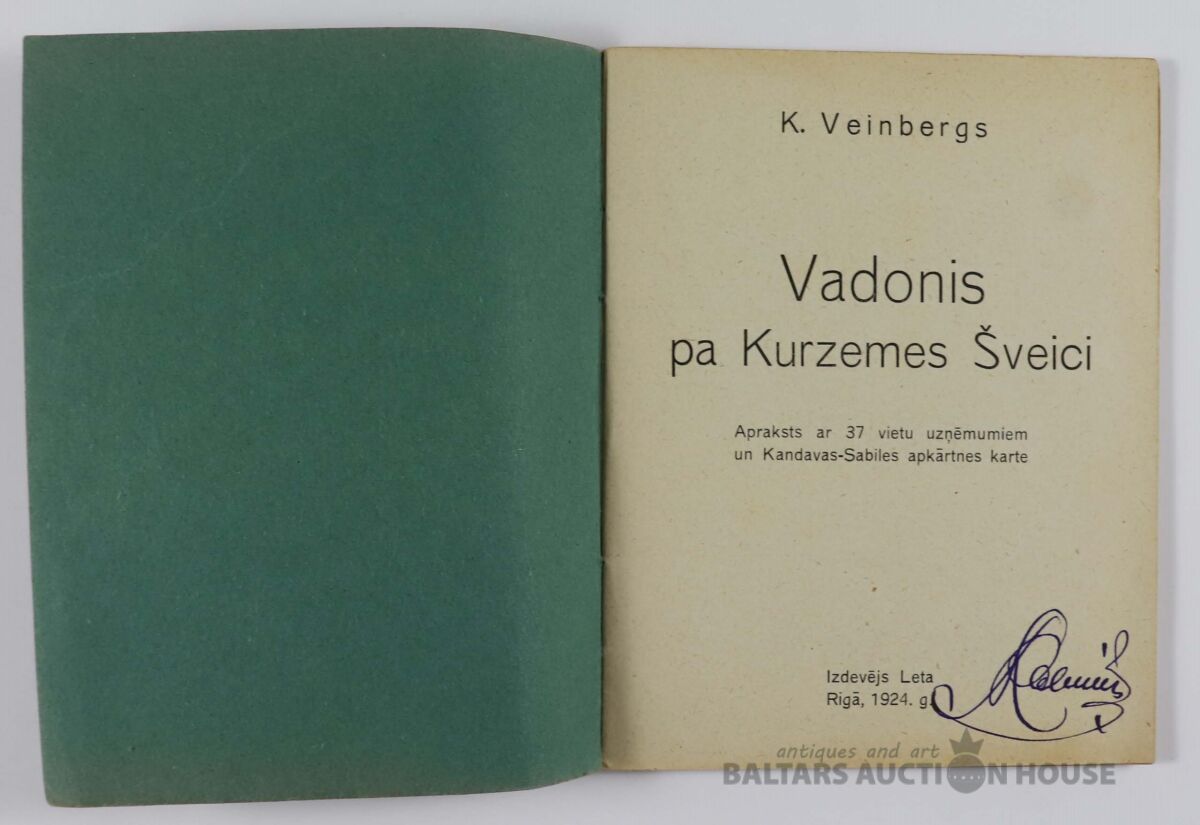 K. Veinbergs
Vadonis
pa Kurzemes Šveici
Apraksts ar 37 vietu uzņēmumiem
un Kandavas-Sabiles apkārtnes karte
Izdevējs Leta
Rigā, 1924. g.
antiques and art
BALTARS AUCTION HOUSE